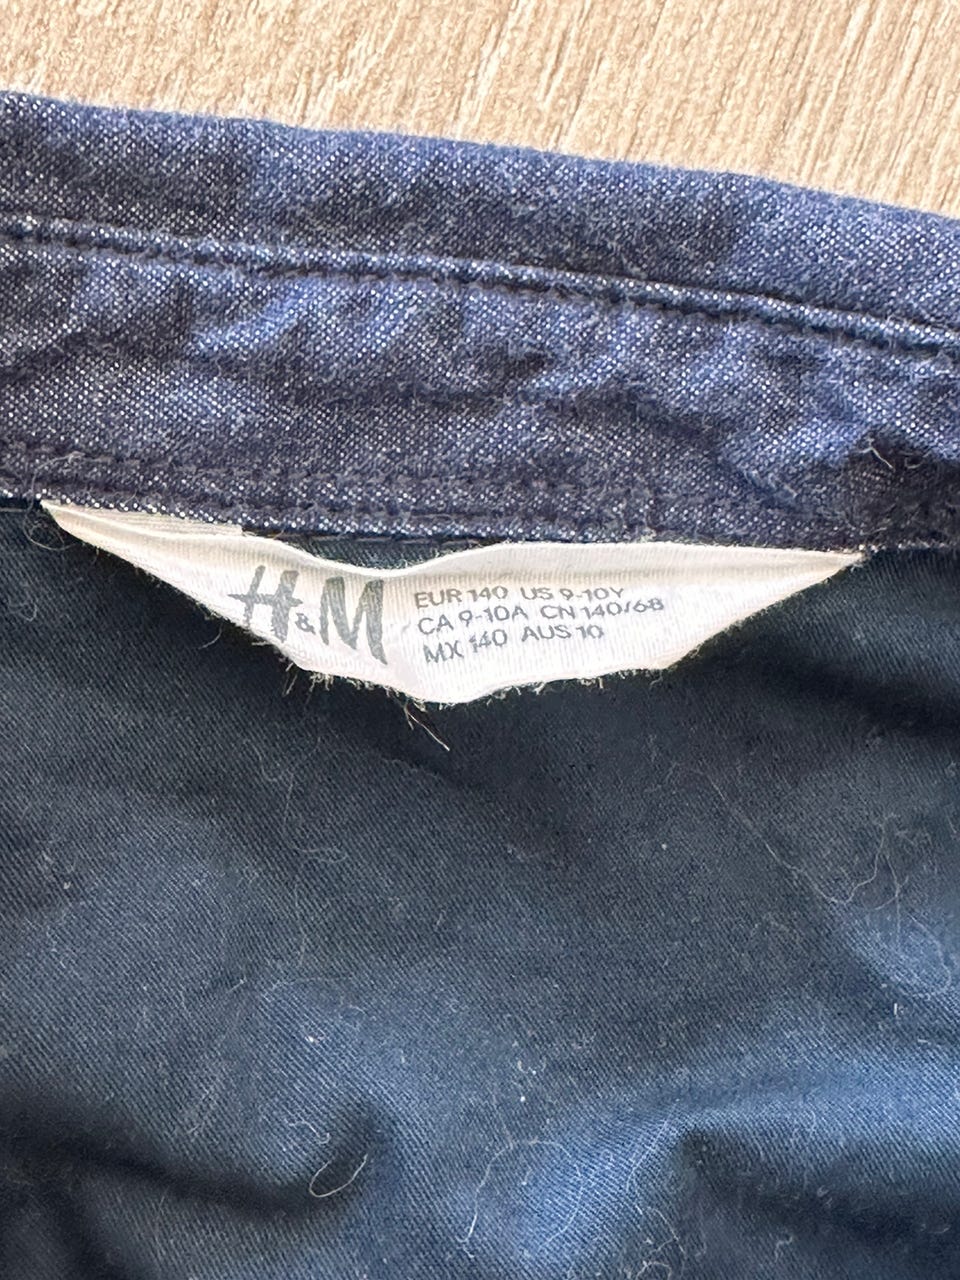 H&M
EUR 140 US 9-10Y
CA 9-10A CN 140/68
MX 140 AUS 10